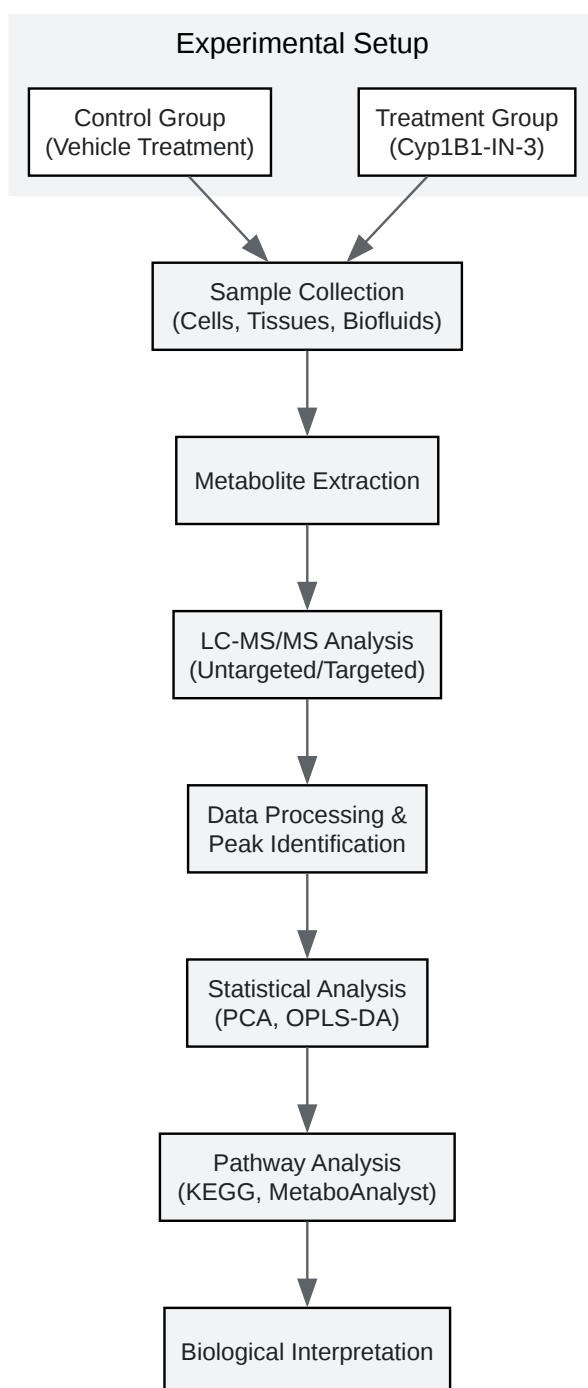 Experimental Setup
Control Group
(Vehicle Treatment)
Treatment Group
(Cyp1B1-IN-3)
Sample Collection
(Cells, Tissues, Biofluids)
Metabolite Extraction
LC-MS/MS Analysis
(Untargeted/Targeted)
Data Processing &
Peak Identification
Statistical Analysis
(PCA, OPLS-DA)
Pathway Analysis
(KEGG, MetaboAnalyst)
Biological Interpretation